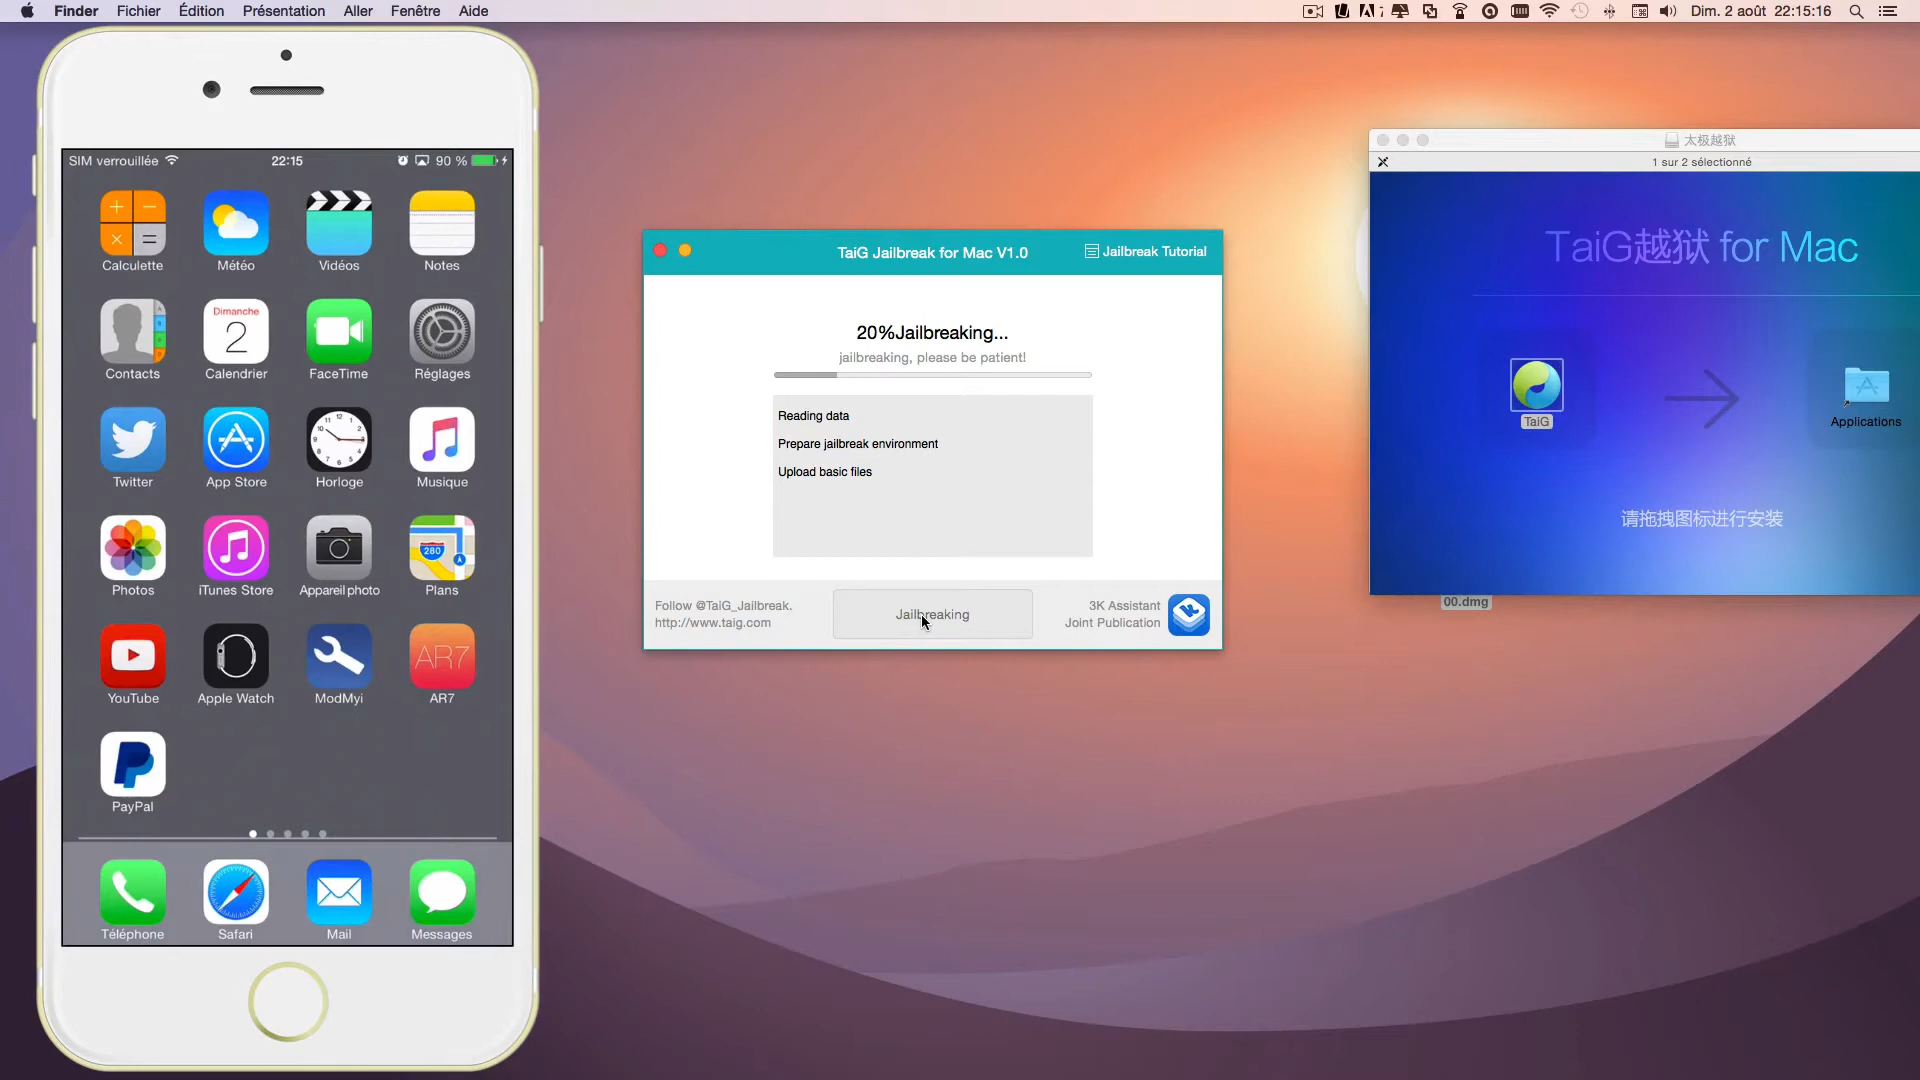 Finder Fichier Édition Présentation Aller Fenêtre Aide
Dim. 2 août 22:15:16
SIM verrouillée 22:15 90 %
Calculette Météo Vidéos Notes
Dimanche
2
Contacts Calendrier FaceTime Réglages
Twitter App Store Horloge Musique
280
Photos iTunes Store Appareil photo Plans
AR7
YouTube Apple Watch ModMyi AR7
PayPal
Téléphone Safari Mail Messages
TaiG Jailbreak for Mac V1.0 Jailbreak Tutorial
20%Jailbreaking...
jailbreaking, please be patient!
Reading data
Prepare jailbreak environment
Upload basic files
Follow @TaiG_Jailbreak.
http://www.taig.com
Jailbreaking
3K Assistant
Joint Publication
太极越狱
1 sur 2 sélectionné
TaiG越狱 for Mac
TaiG
Applications
请拖拽图标进行安装
00.dmg